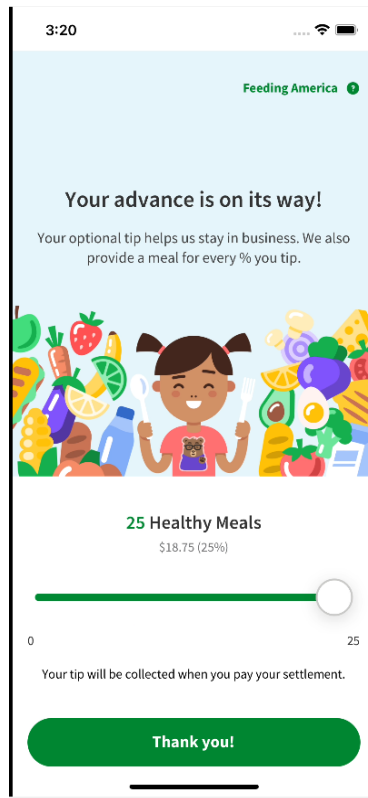 3:20
Feeding America ?
Your advance is on its way!
Your optional tip helps us stay in business. We also
provide a meal for every % you tip.
25 Healthy Meals
$18.75 (25%)
0
25
Your tip will be collected when you pay your settlement.
Thank you!